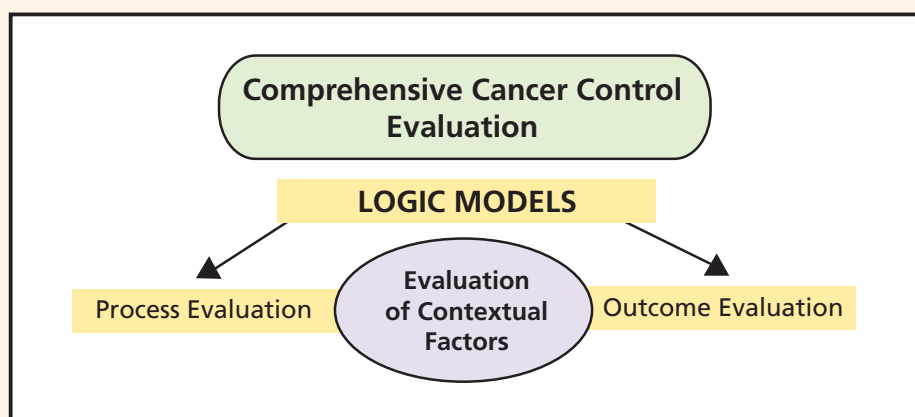 Comprehensive Cancer Control
Evaluation
LOGIC MODELS
Process Evaluation
Evaluation
of Contextual
Factors
Outcome Evaluation